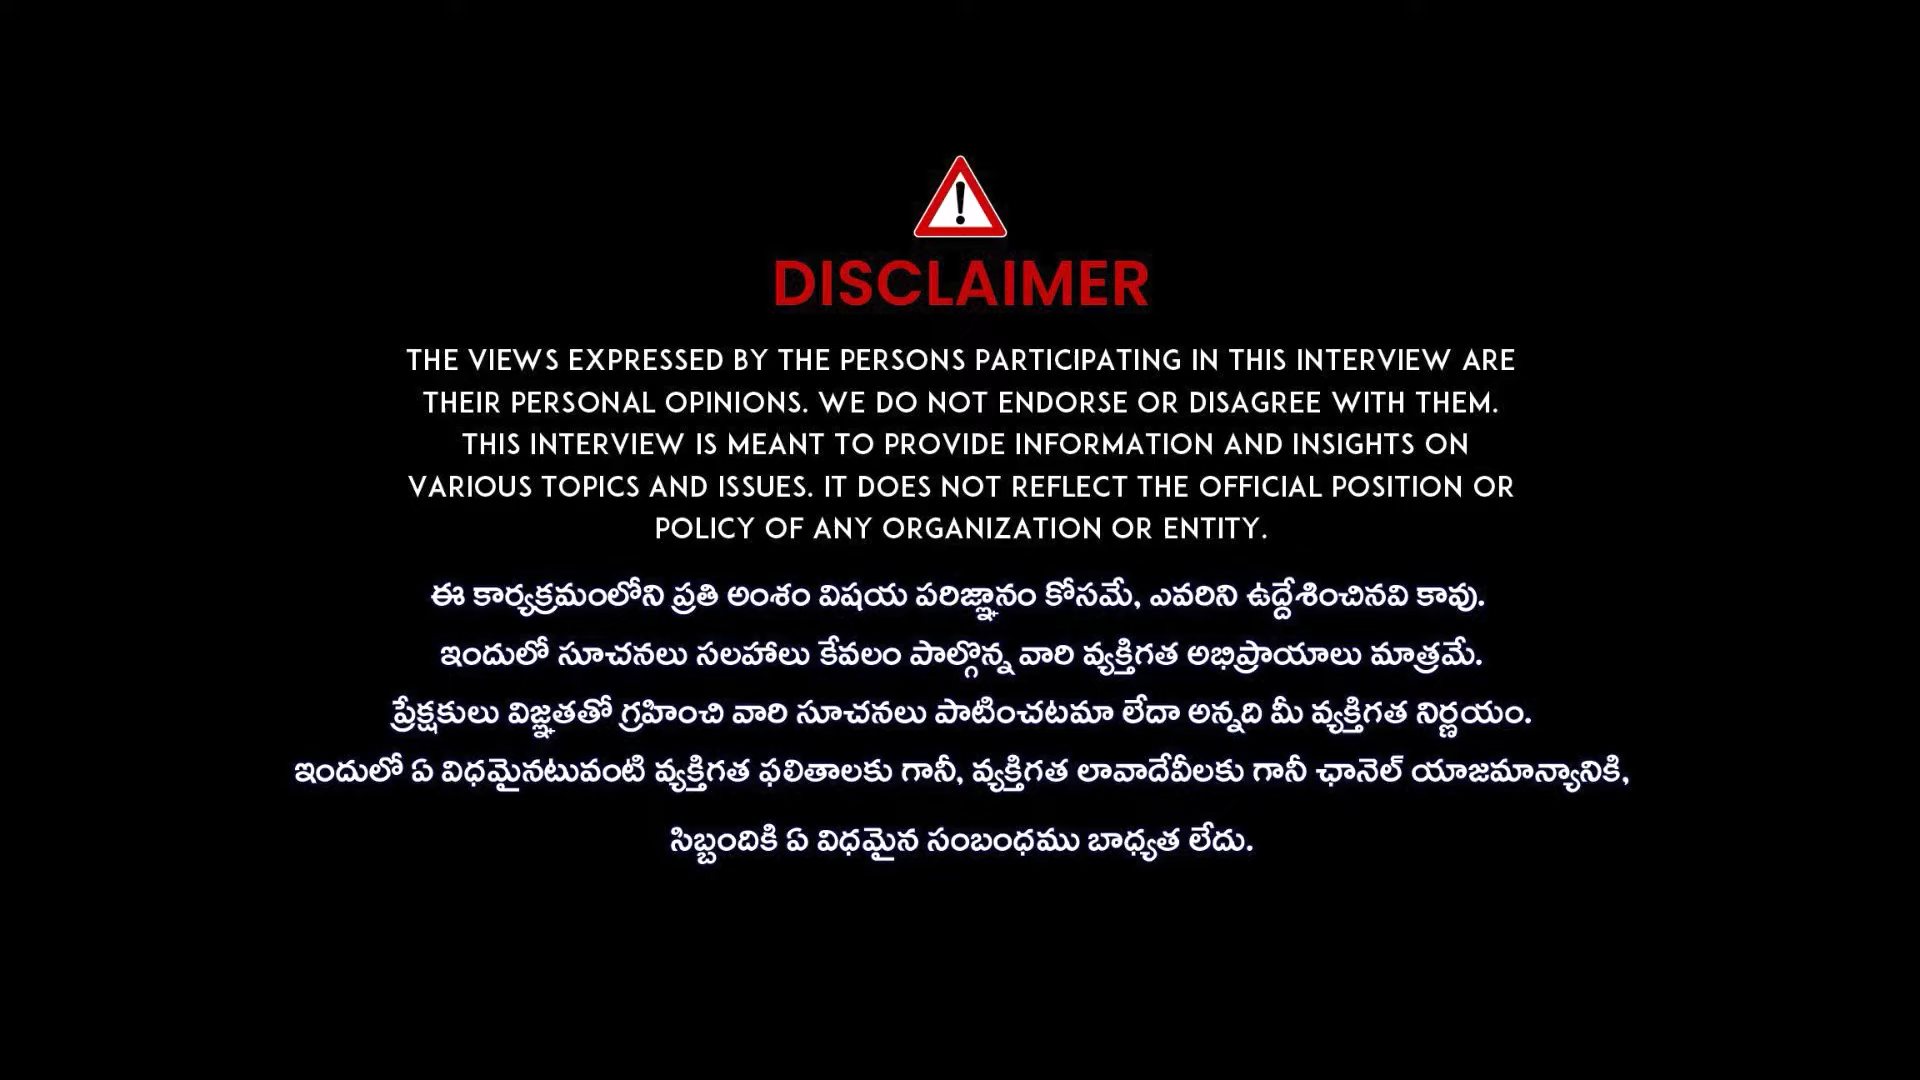 DISCLAIMER
THE VIEWS EXPRESSED BY THE PERSONS PARTICIPATING IN THIS INTERVIEW ARE
THEIR PERSONAL OPINIONS. WE DO NOT ENDORSE OR DISAGREE WITH THEM.
THIS INTERVIEW IS MEANT TO PROVIDE INFORMATION AND INSIGHTS ON
VARIOUS TOPICS AND ISSUES. IT DOES NOT REFLECT THE OFFICIAL POSITION OR
POLICY OF ANY ORGANIZATION OR ENTITY.
ఈ కార్యక్రమంలోని ప్రతి అంశం విషయ పరిజ్ఞానం కోసమే, ఎవరిని ఉద్దేశించినవి కావు.
ఇందులో సూచనలు సలహాలు కేవలం పాల్గొన్న వారి వ్యక్తిగత అభిప్రాయాలు మాత్రమే.
ప్రేక్షకులు విజ్ఞతతో గ్రహించి వారి సూచనలు పాటించటమా లేదా అన్నది మీ వ్యక్తిగత నిర్ణయం.
ఇందులో ఏ విధమైనటువంటి వ్యక్తిగత ఫలితాలకు గానీ, వ్యక్తిగత లావాదేవీలకు గానీ ఛానెల్ యాజమాన్యానికి,
సిబ్బందికి ఏ విధమైన సంబంధము బాధ్యత లేదు.